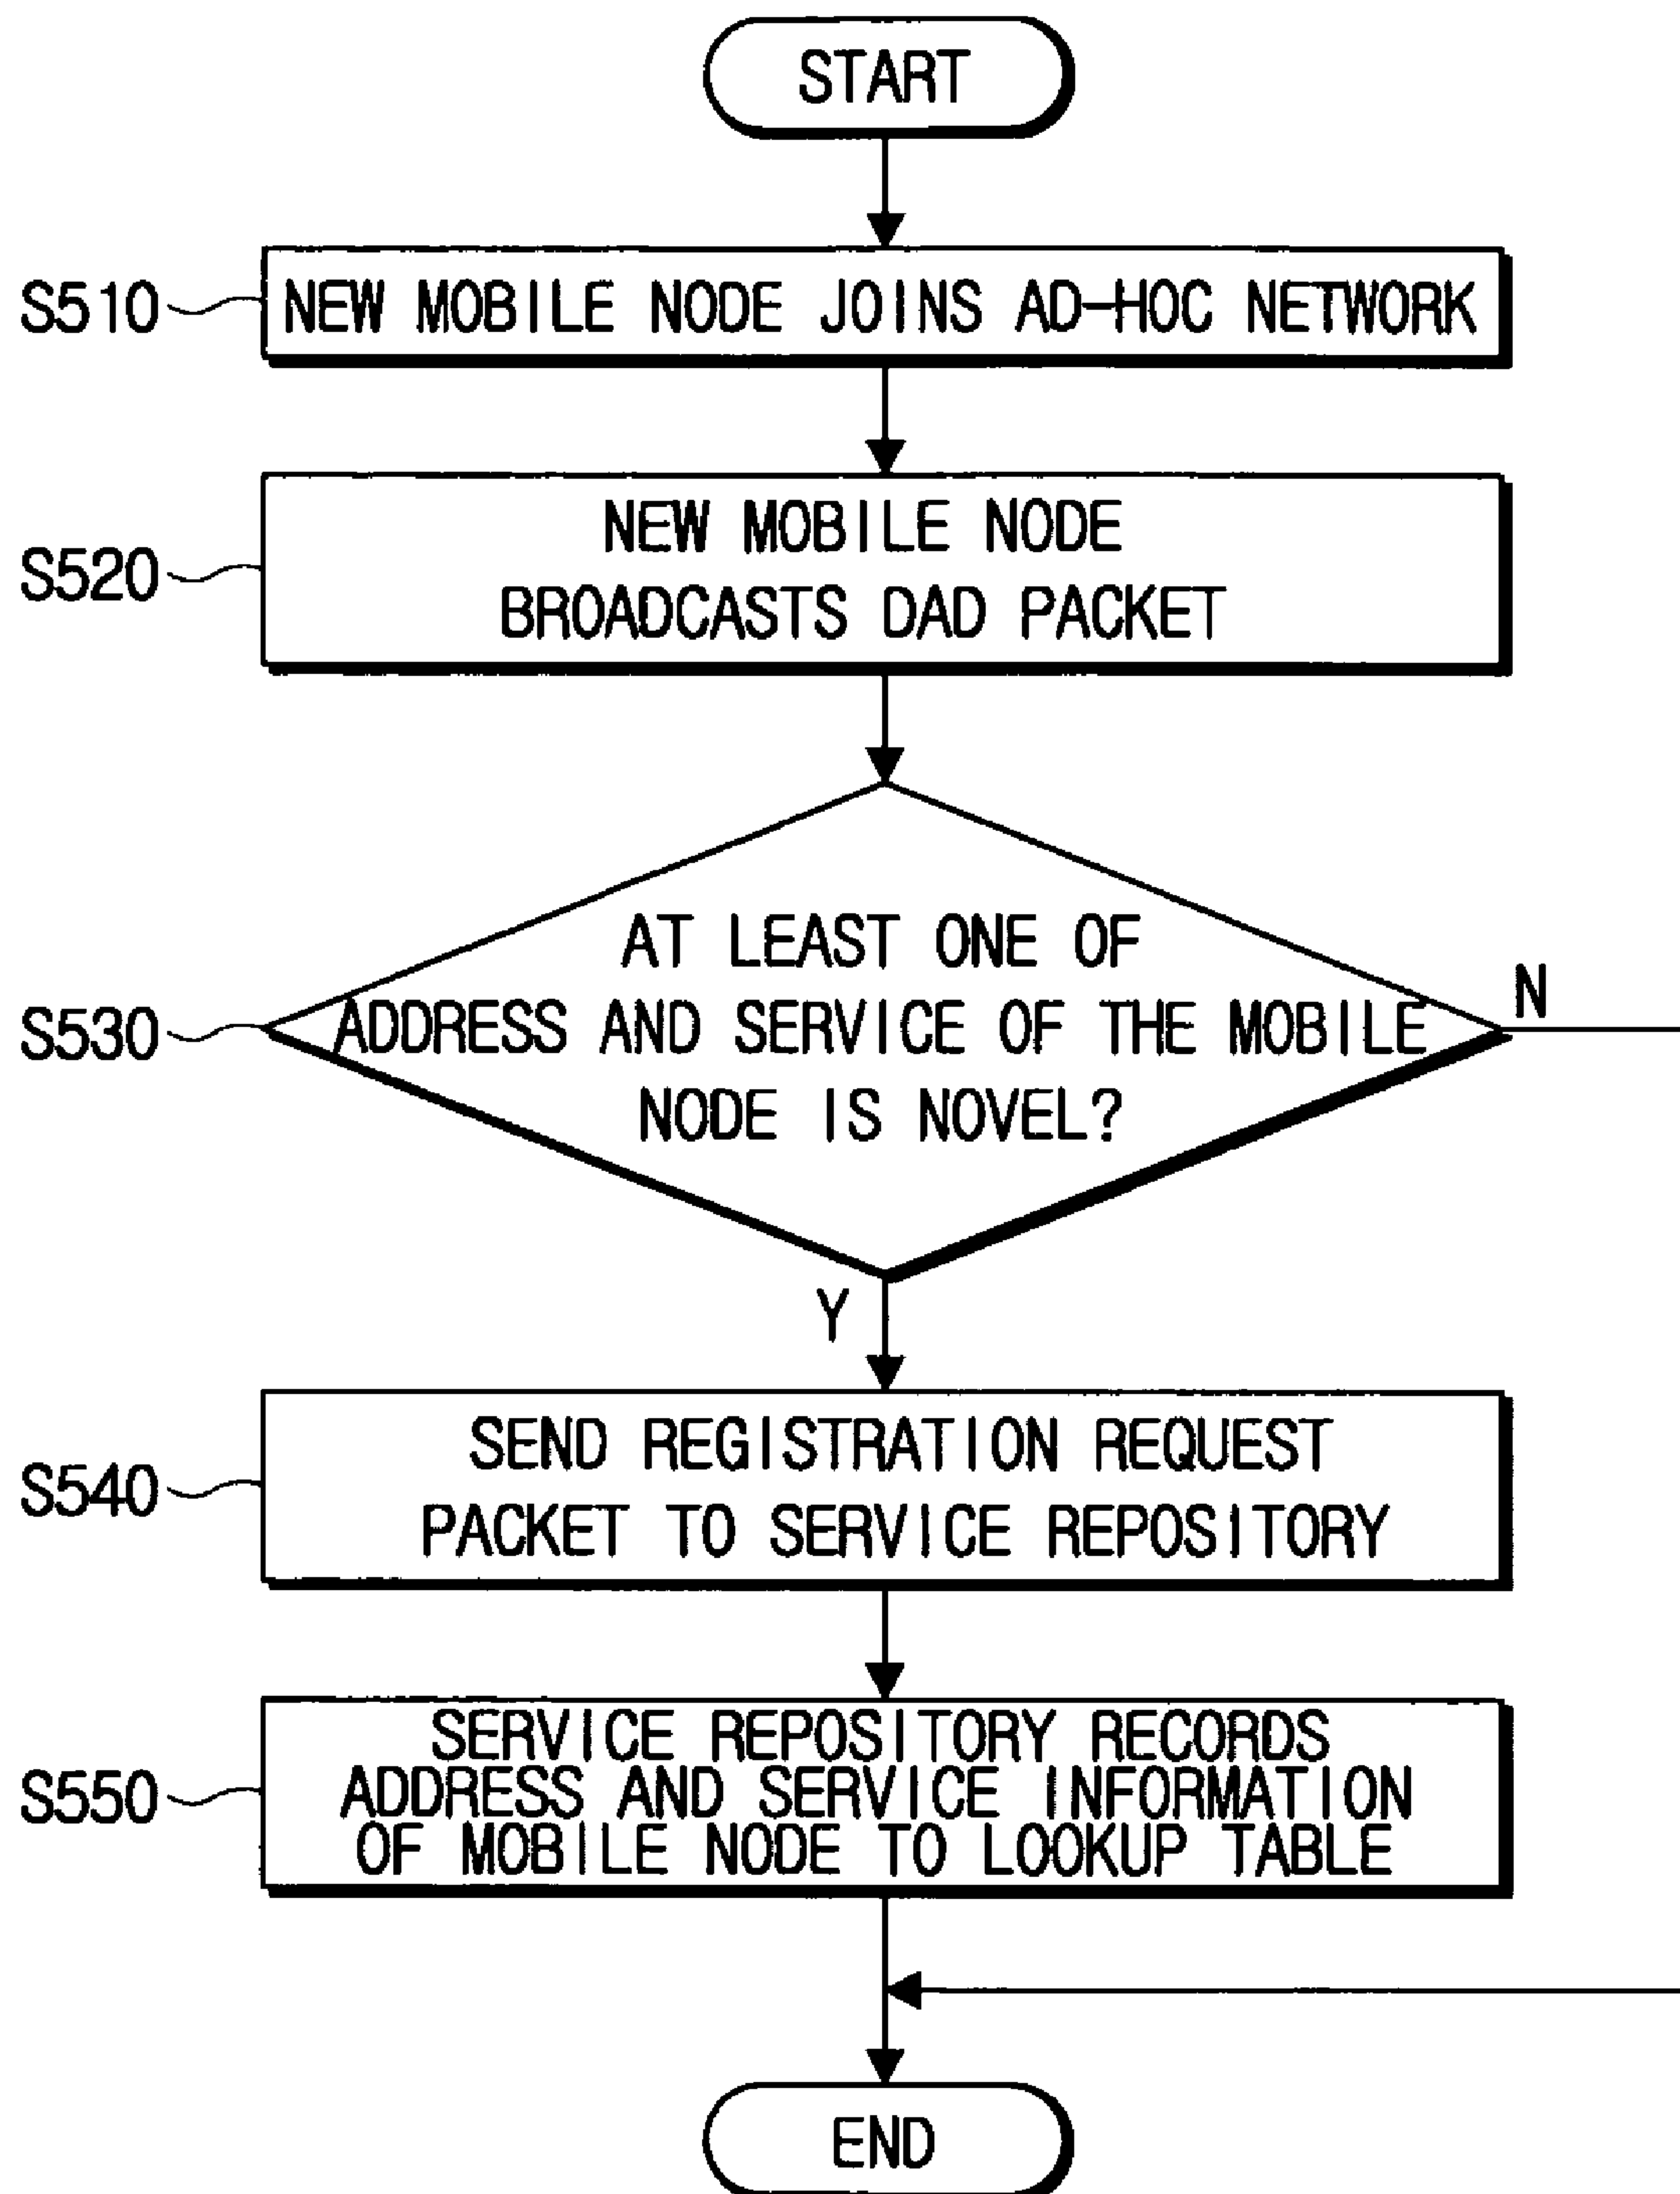 START
S510
NEW MOBILE NODE JOINS AD-HOC NETWORK
S520
NEW MOBILE NODE
BROADCASTS DAD PACKET
S530
AT LEAST ONE OF
ADDRESS AND SERVICE OF THE MOBILE
NODE IS NOVEL?
N
Y
S540
SEND REGISTRATION REQUEST
PACKET TO SERVICE REPOSITORY
S550
SERVICE REPOSITORY RECORDS
ADDRESS AND SERVICE INFORMATION
OF MOBILE NODE TO LOOKUP TABLE
END